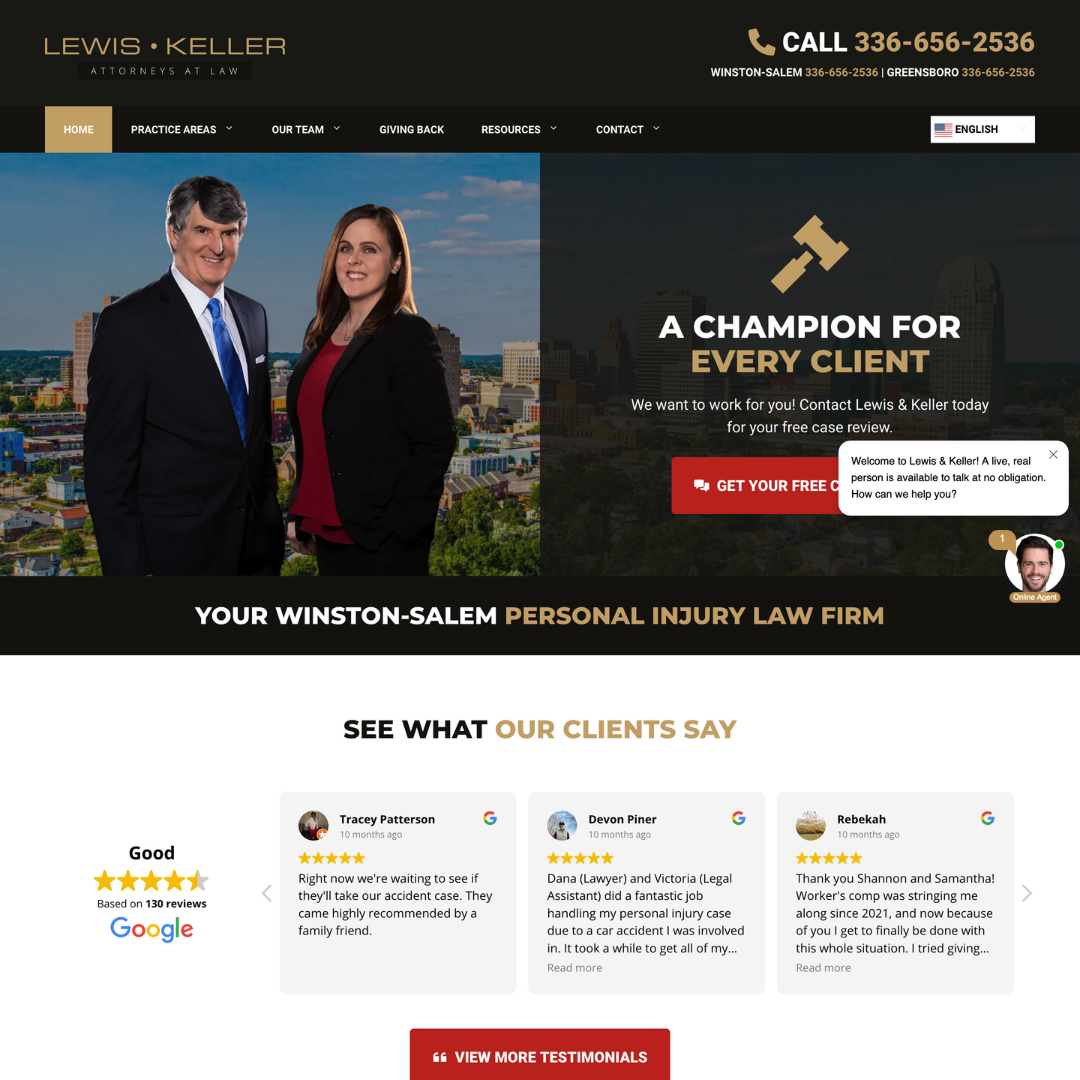 LEWIS • KELLER
ATTORNEYS AT LAW
CALL 336-656-2536
WINSTON-SALEM 336-656-2536 | GREENSBORO 336-656-2536
HOME PRACTICE AREAS OUR TEAM GIVING BACK RESOURCES CONTACT ENGLISH
A CHAMPION FOR
EVERY CLIENT
We want to work for you! Contact Lewis & Keller today
for your free case review.
GET YOUR FREE C
Welcome to Lewis & Keller! A live, real
person is available to talk at no obligation.
How can we help you?
1
Online Agent
YOUR WINSTON-SALEM PERSONAL INJURY LAW FIRM
SEE WHAT OUR CLIENTS SAY
Good
Based on 130 reviews
Google
Tracey Patterson
10 months ago
Right now we're waiting to see if
they'll take our accident case. They
came highly recommended by a
family friend.
Devon Piner
10 months ago
Dana (Lawyer) and Victoria (Legal
Assistant) did a fantastic job
handling my personal injury case
due to a car accident I was involved
in. It took a while to get all of my...
Read more
Rebekah
10 months ago
Thank you Shannon and Samantha!
Worker's comp was stringing me
along since 2021, and now because
of you I get to finally be done with
this whole situation. I tried giving...
Read more
VIEW MORE TESTIMONIALS